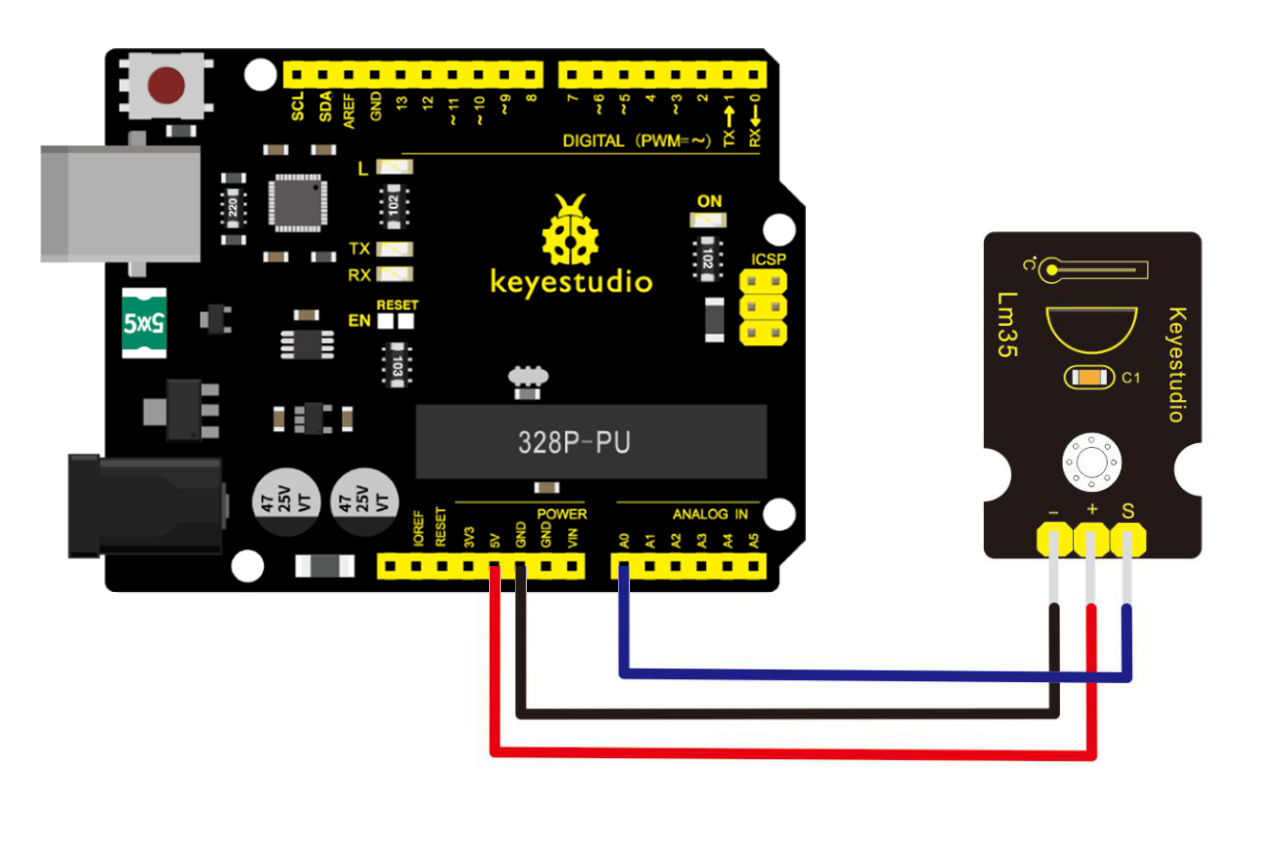 SCL SDA AREF GND 13 12 ~11 ~10 ~9 8 7 ~6 ~5 4 ~3 2 TX→1 RX←0
DIGITAL (PWM=~)
L
220
102
TX
RX
RESET
EN
103
keyestudio
ON
102
ICSP
5XX5
328P-PU
47
25V
VT
47
25V
VT
POWER
ANALOG IN
IOREF RESET 3V3 5V GND GND VIN A0 A1 A2 A3 A4 A5
°C
Lm35
Keyestudio
C1
- + S